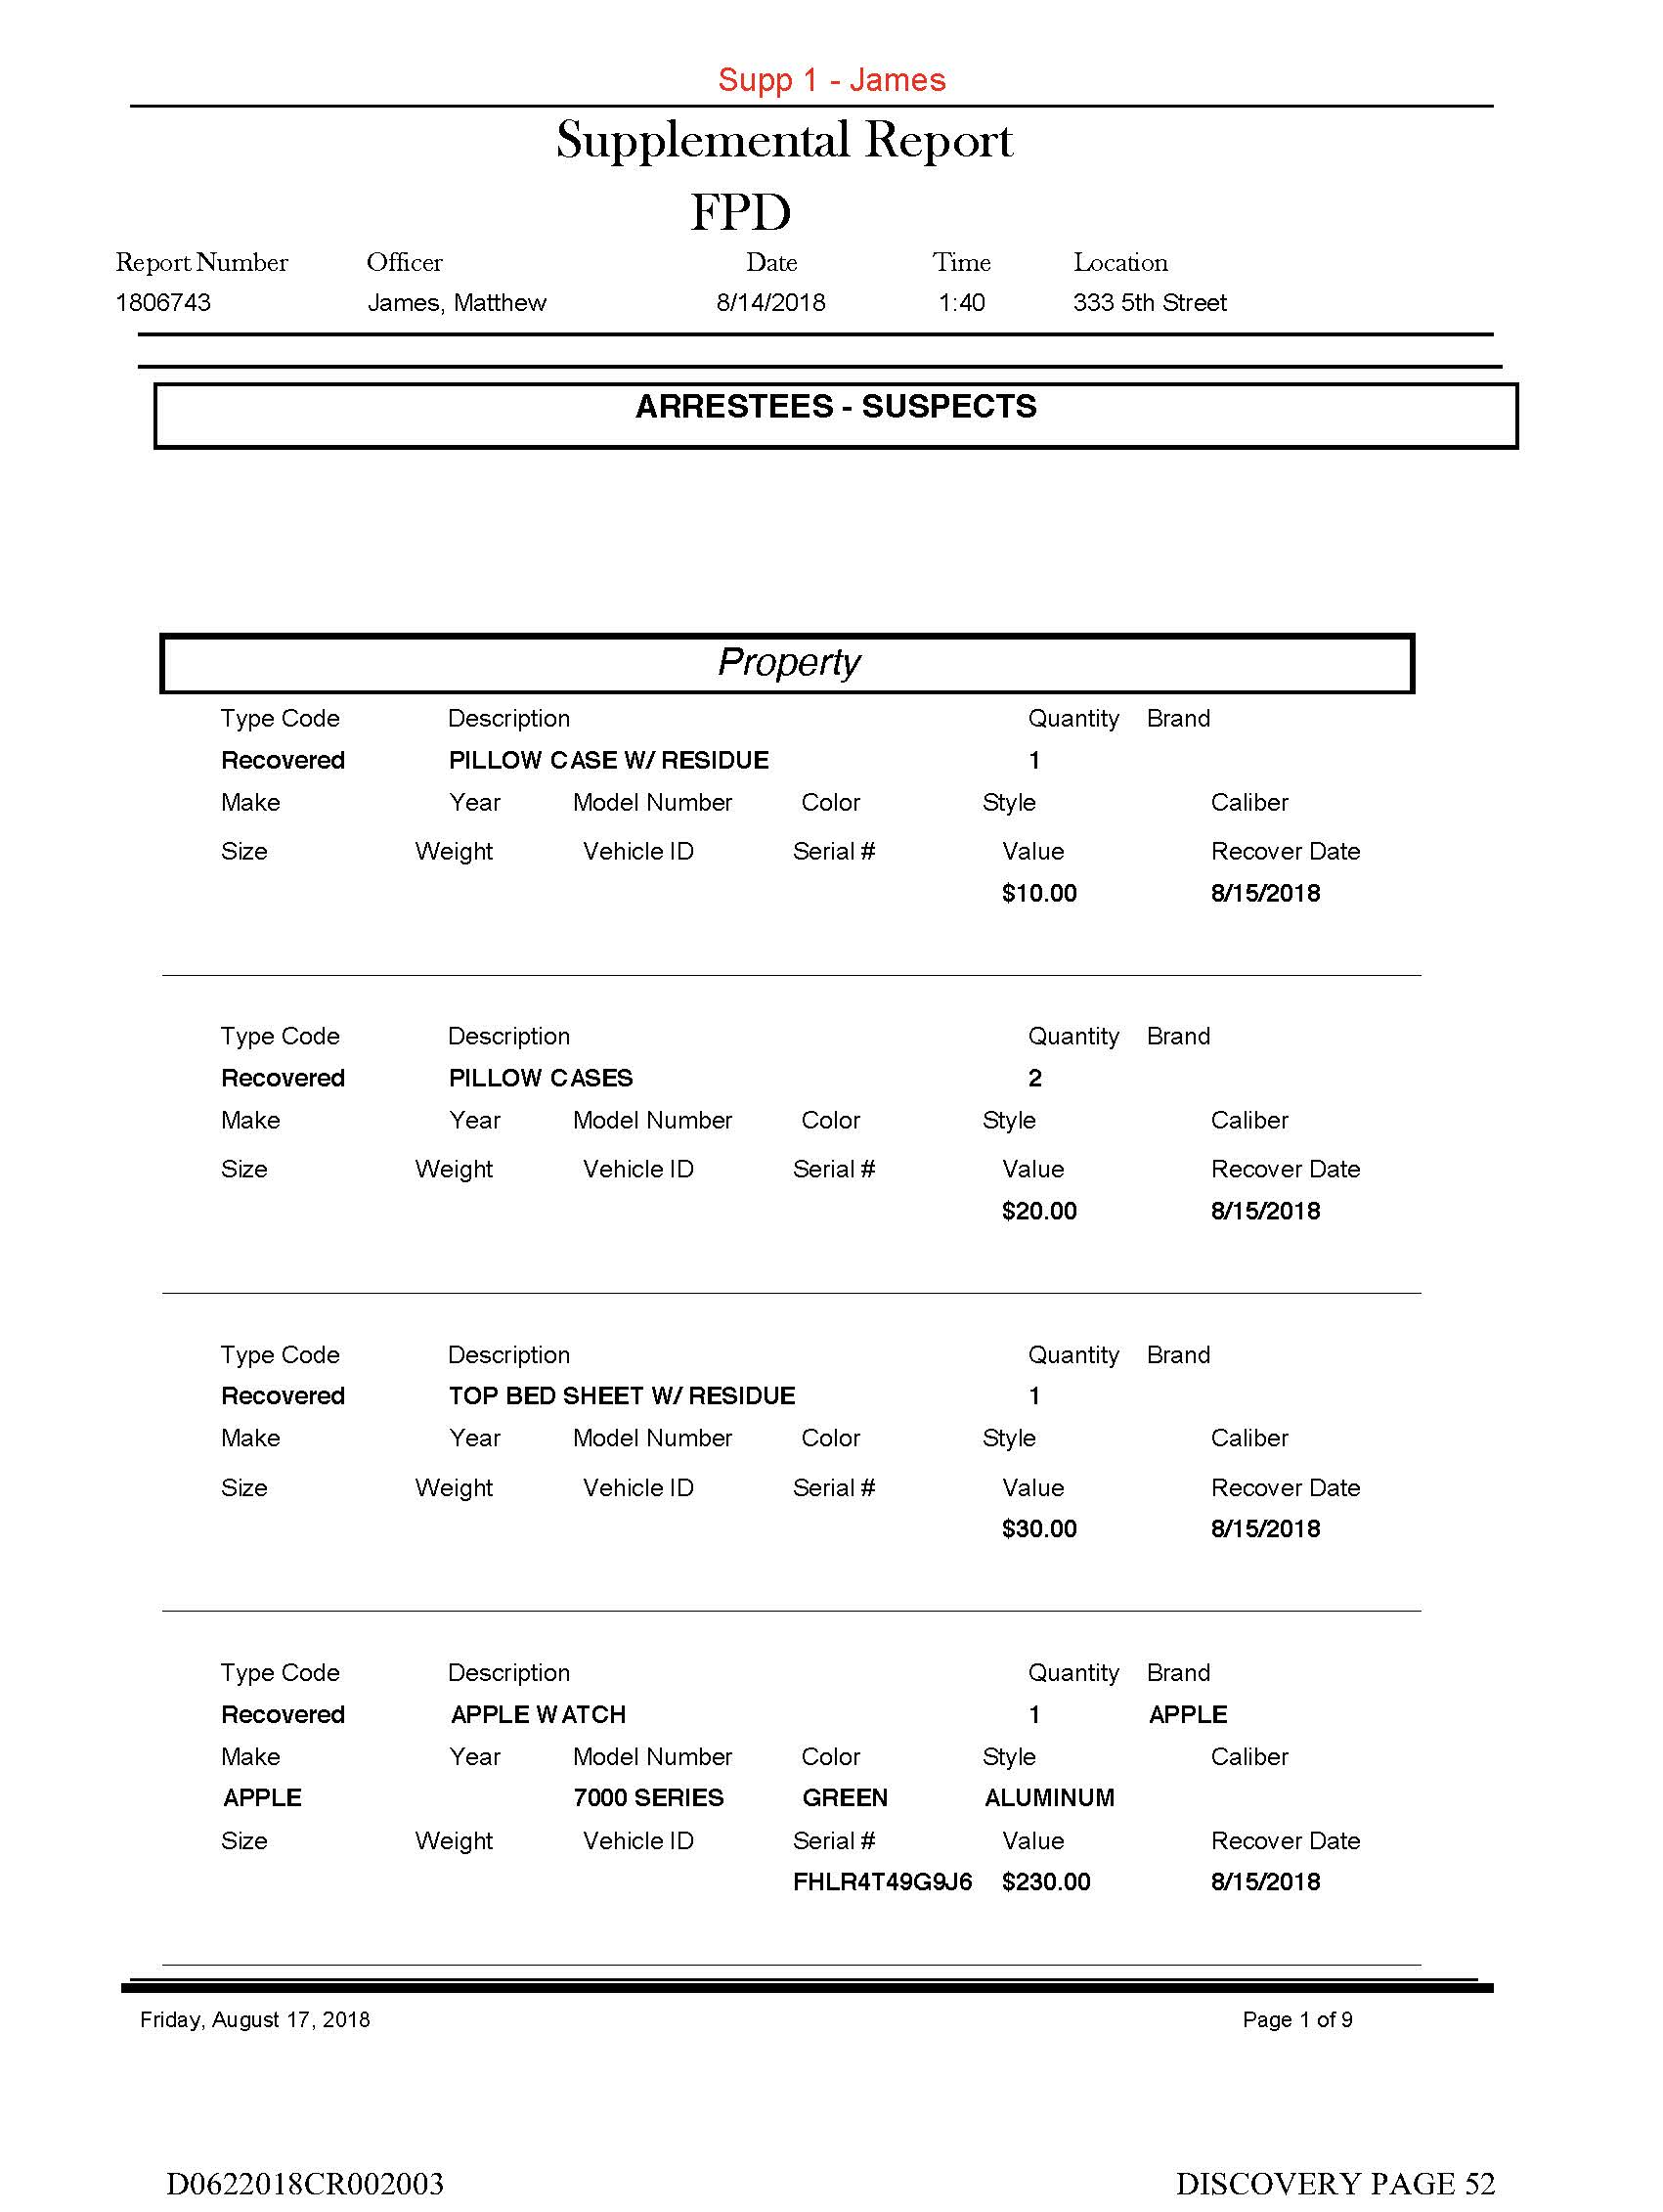 Supp 1 - James
Supplemental Report
FPD
Report Number Officer Date Time Location
1806743 James, Matthew 8/14/2018 1:40 333 5th Street
ARRESTEES - SUSPECTS
Property
Type Code Description Quantity Brand
Recovered PILLOW CASE W/ RESIDUE 1
Make Year Model Number Color Style Caliber
Size Weight Vehicle ID Serial # Value Recover Date
$10.00 8/15/2018
Type Code Description Quantity Brand
Recovered PILLOW CASES 2
Make Year Model Number Color Style Caliber
Size Weight Vehicle ID Serial # Value Recover Date
$20.00 8/15/2018
Type Code Description Quantity Brand
Recovered TOP BED SHEET W/ RESIDUE 1
Make Year Model Number Color Style Caliber
Size Weight Vehicle ID Serial # Value Recover Date
$30.00 8/15/2018
Type Code Description Quantity Brand
Recovered APPLE WATCH 1 APPLE
Make Year Model Number Color Style Caliber
APPLE 7000 SERIES GREEN ALUMINUM
Size Weight Vehicle ID Serial # Value Recover Date
FHLR4T49G9J6 $230.00 8/15/2018
Friday, August 17, 2018 Page 1 of 9
D0622018CR002003 DISCOVERY PAGE 52